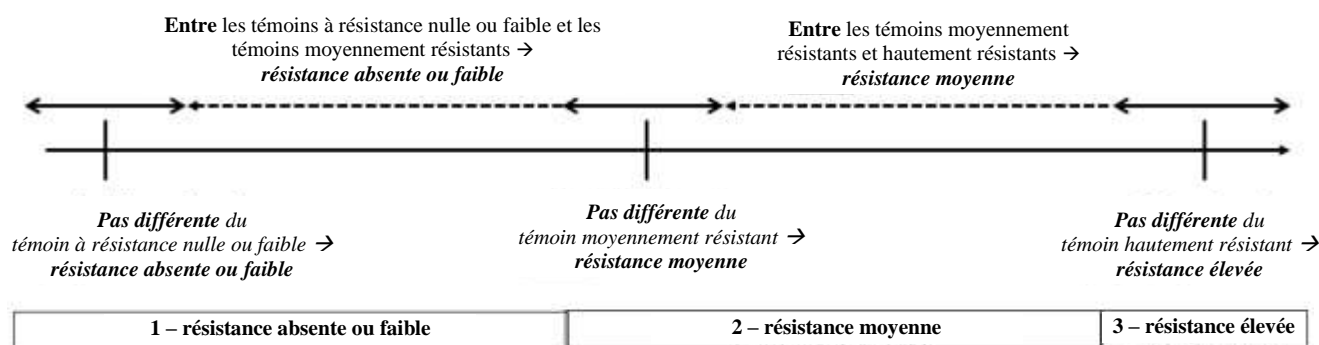 Entre les témoins à résistance nulle ou faible et les
témoins moyennement résistants →
résistance absente ou faible
Entre les témoins moyennement
résistants et hautement résistants →
résistance moyenne
Pas différente du
témoin à résistance nulle ou faible →
résistance absente ou faible
Pas différente du
témoin moyennement résistant →
résistance moyenne
Pas différente du
témoin hautement résistant →
résistance élevée
1 – résistance absente ou faible
2 – résistance moyenne
3 – résistance élevée